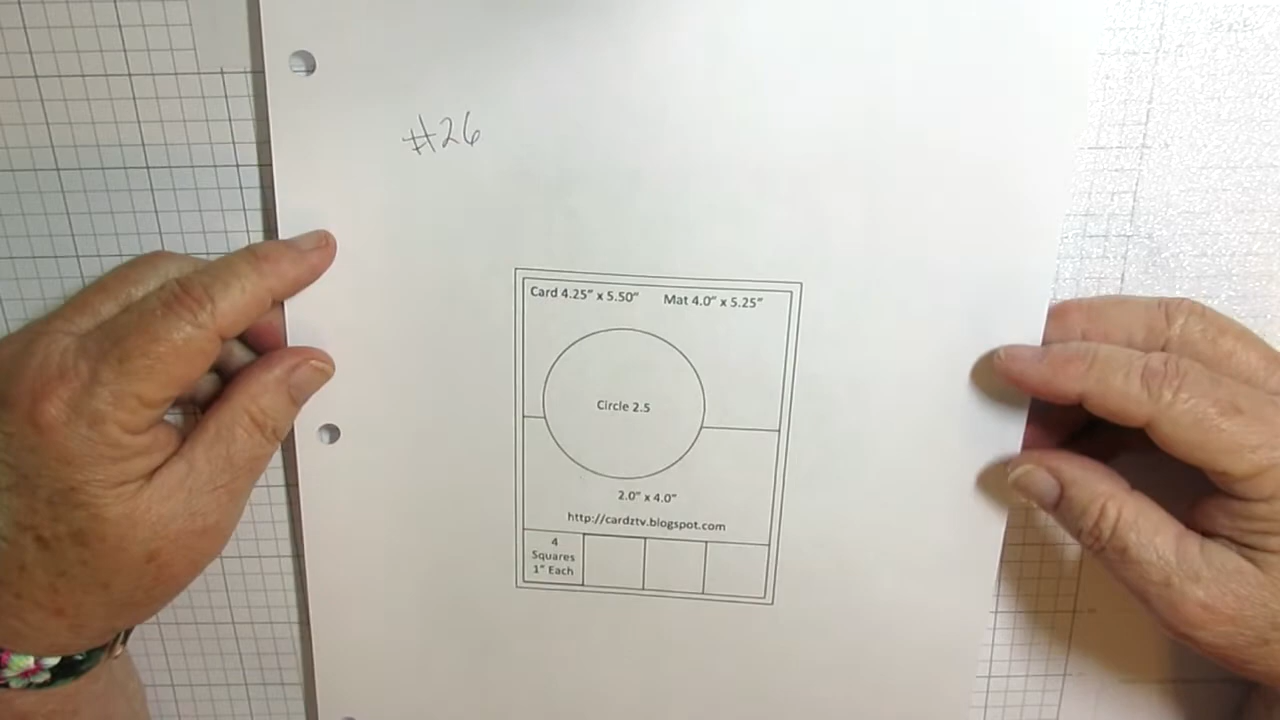 #26
Card 4.25” x 5.50” Mat 4.0” x 5.25”
Circle 2.5
2.0” x 4.0”
http://cardztv.blogspot.com
4
Squares
1” Each